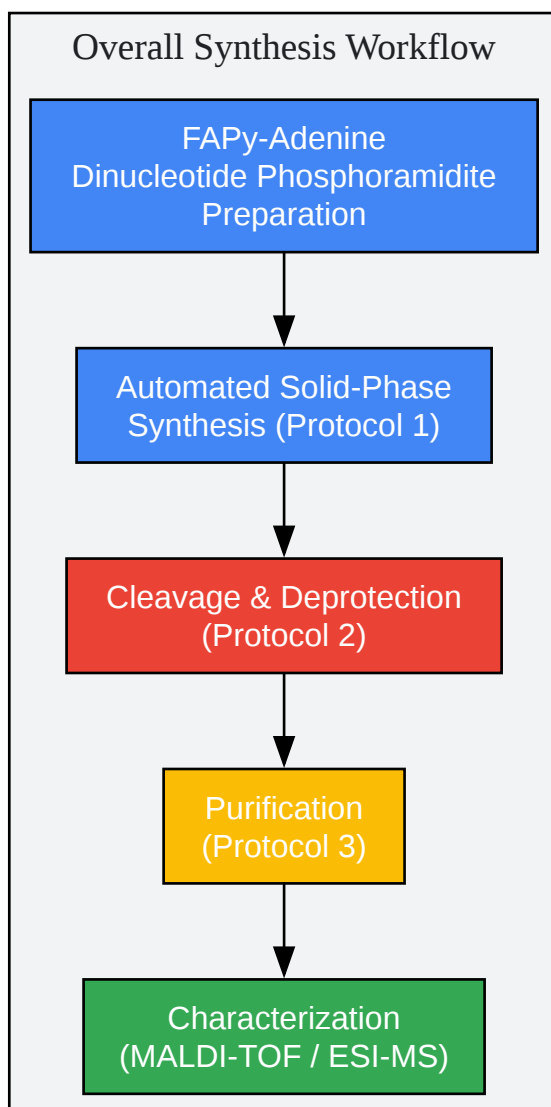 Overall Synthesis Workflow
FAPy-Adenine
Dinucleotide Phosphoramidite
Preparation
Automated Solid-Phase
Synthesis (Protocol 1)
Cleavage & Deprotection
(Protocol 2)
Purification
(Protocol 3)
Characterization
(MALDI-TOF / ESI-MS)